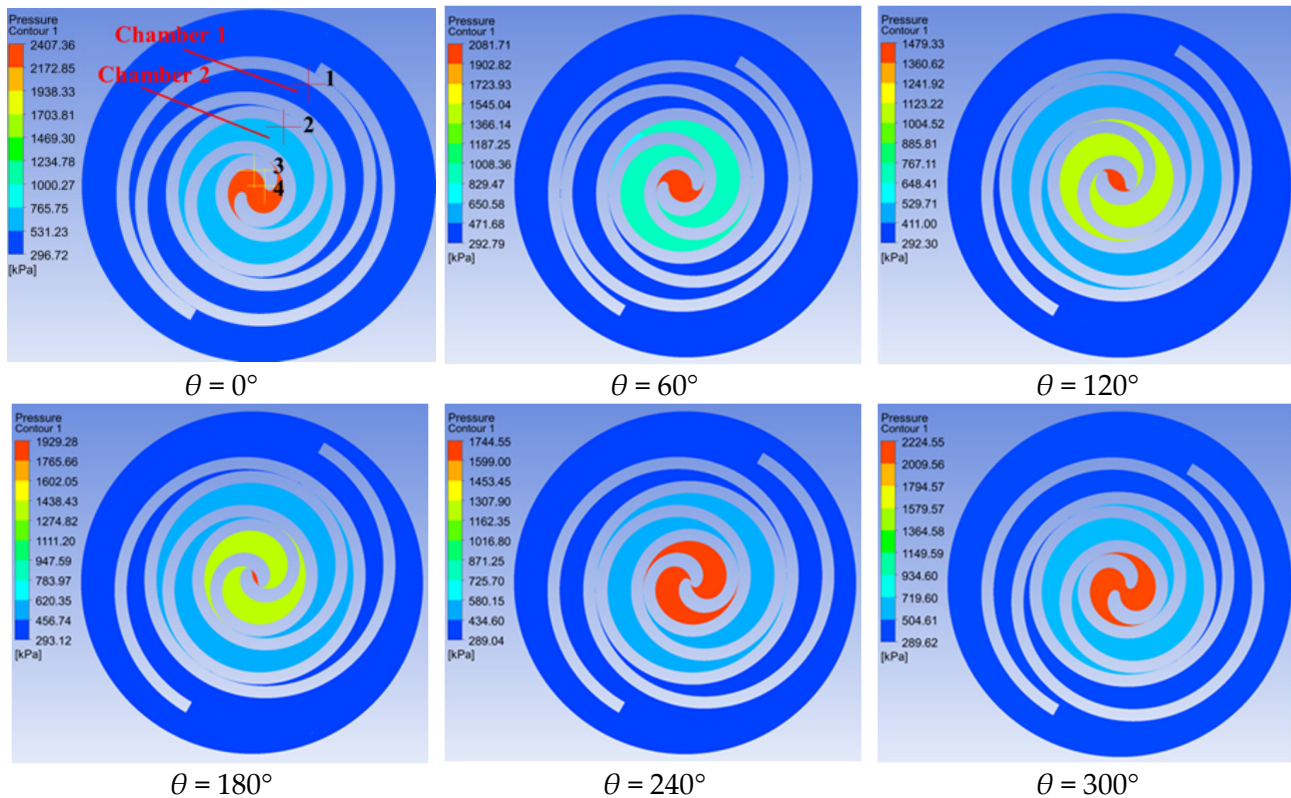 Pressure
Contour 1
2407.36
2172.85
1938.33
1703.81
1469.30
1234.78
1000.27
765.75
531.23
296.72
[kPa]
Chamber 1
Chamber 2
1
2
3
4
θ = 0°
Pressure
Contour 1
2081.71
1902.82
1723.93
1545.04
1366.14
1187.25
1008.36
829.47
650.58
471.68
292.79
[kPa]
θ = 60°
Pressure
Contour 1
1479.33
1360.62
1241.92
1123.22
1004.52
885.81
767.11
648.41
529.71
411.00
292.30
[kPa]
θ = 120°
Pressure
Contour 1
1929.28
1765.66
1602.05
1438.43
1274.82
1111.20
947.59
783.97
620.35
456.74
293.12
[kPa]
θ = 180°
Pressure
Contour 1
1744.55
1599.00
1453.45
1307.90
1162.35
1016.80
871.25
725.70
580.15
434.60
289.04
[kPa]
θ = 240°
Pressure
Contour 1
2224.55
2009.56
1794.57
1579.57
1364.58
1149.59
934.60
719.60
504.61
289.62
[kPa]
θ = 300°